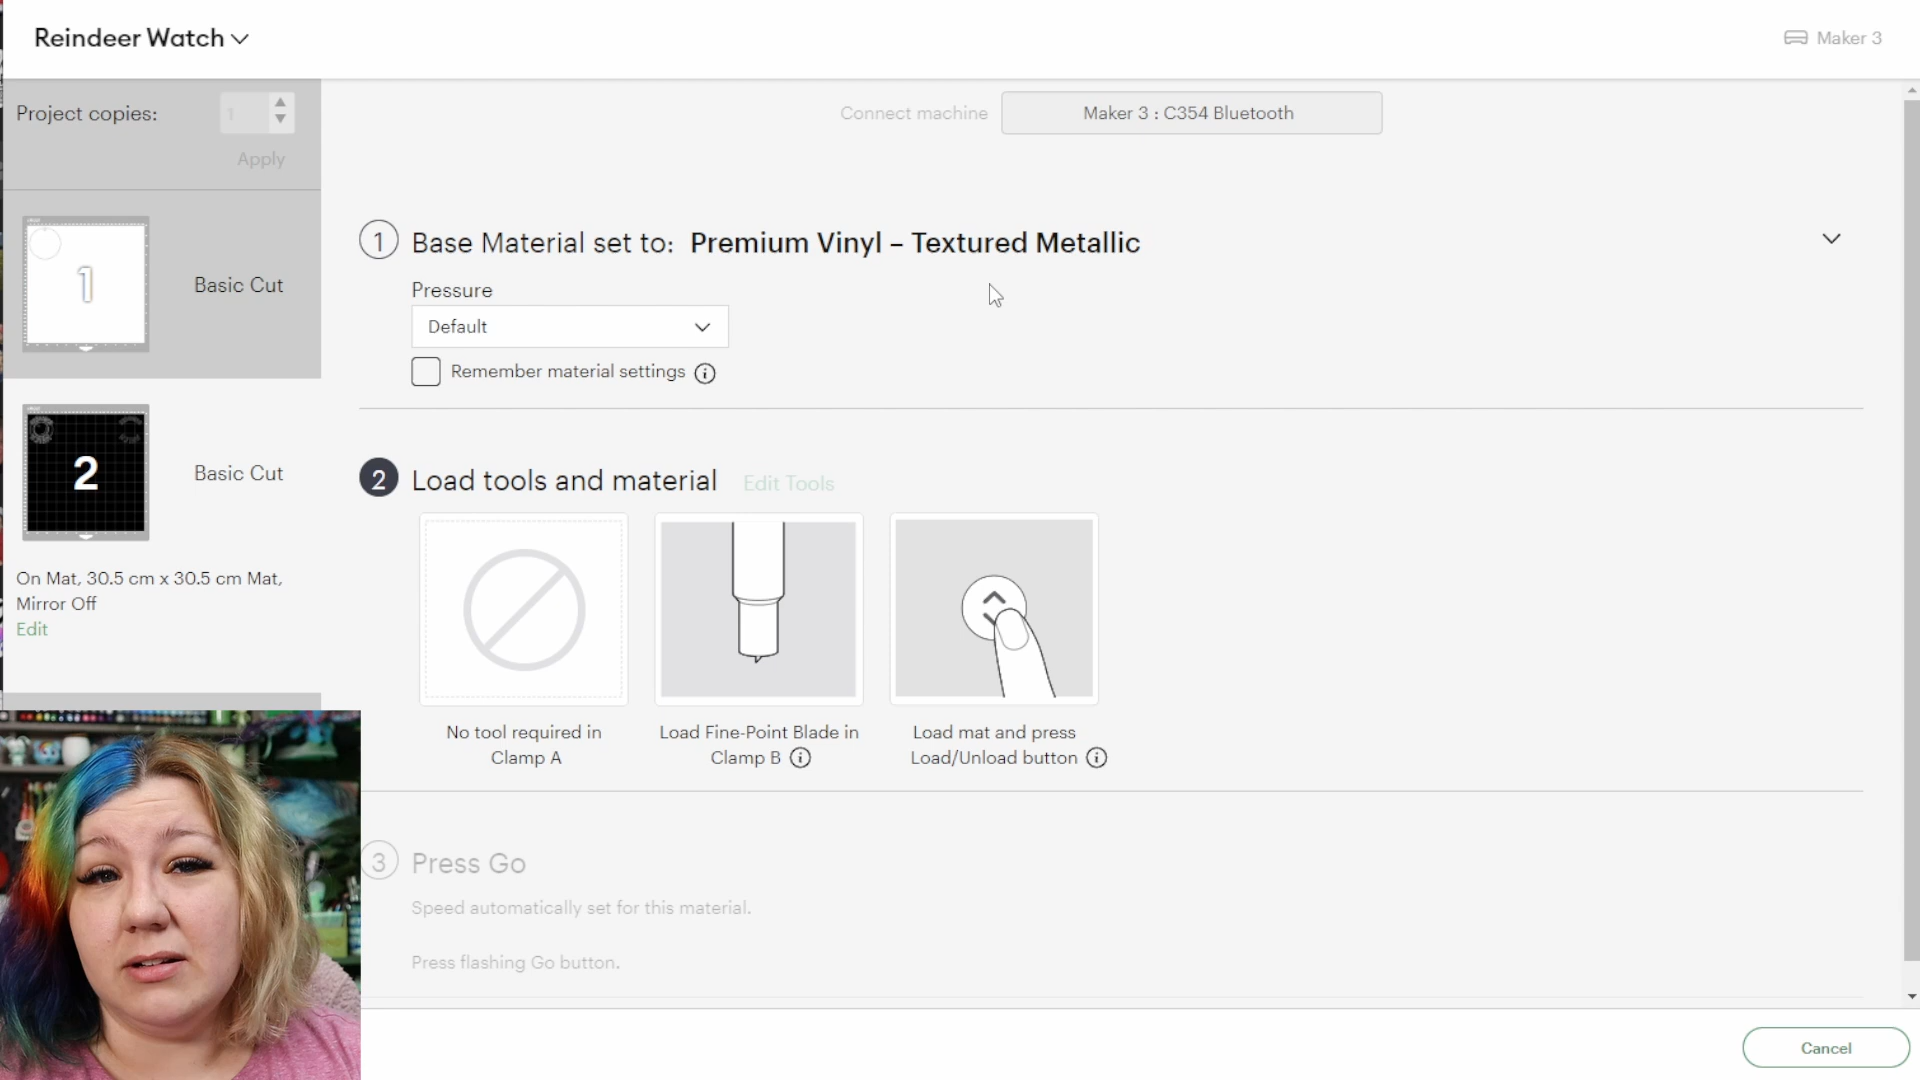 Reindeer Watch
Maker 3
Project copies:
1
Apply
Connect machine
Maker 3 : C354 Bluetooth
1
Basic Cut
2
Basic Cut
On Mat, 30.5 cm x 30.5 cm Mat,
Mirror Off
Edit
1 Base Material set to: Premium Vinyl – Textured Metallic
Pressure
Default
Remember material settings
2 Load tools and material Edit Tools
No tool required in
Clamp A
Load Fine-Point Blade in
Clamp B
Load mat and press
Load/Unload button
3 Press Go
Speed automatically set for this material.
Press flashing Go button.
Cancel